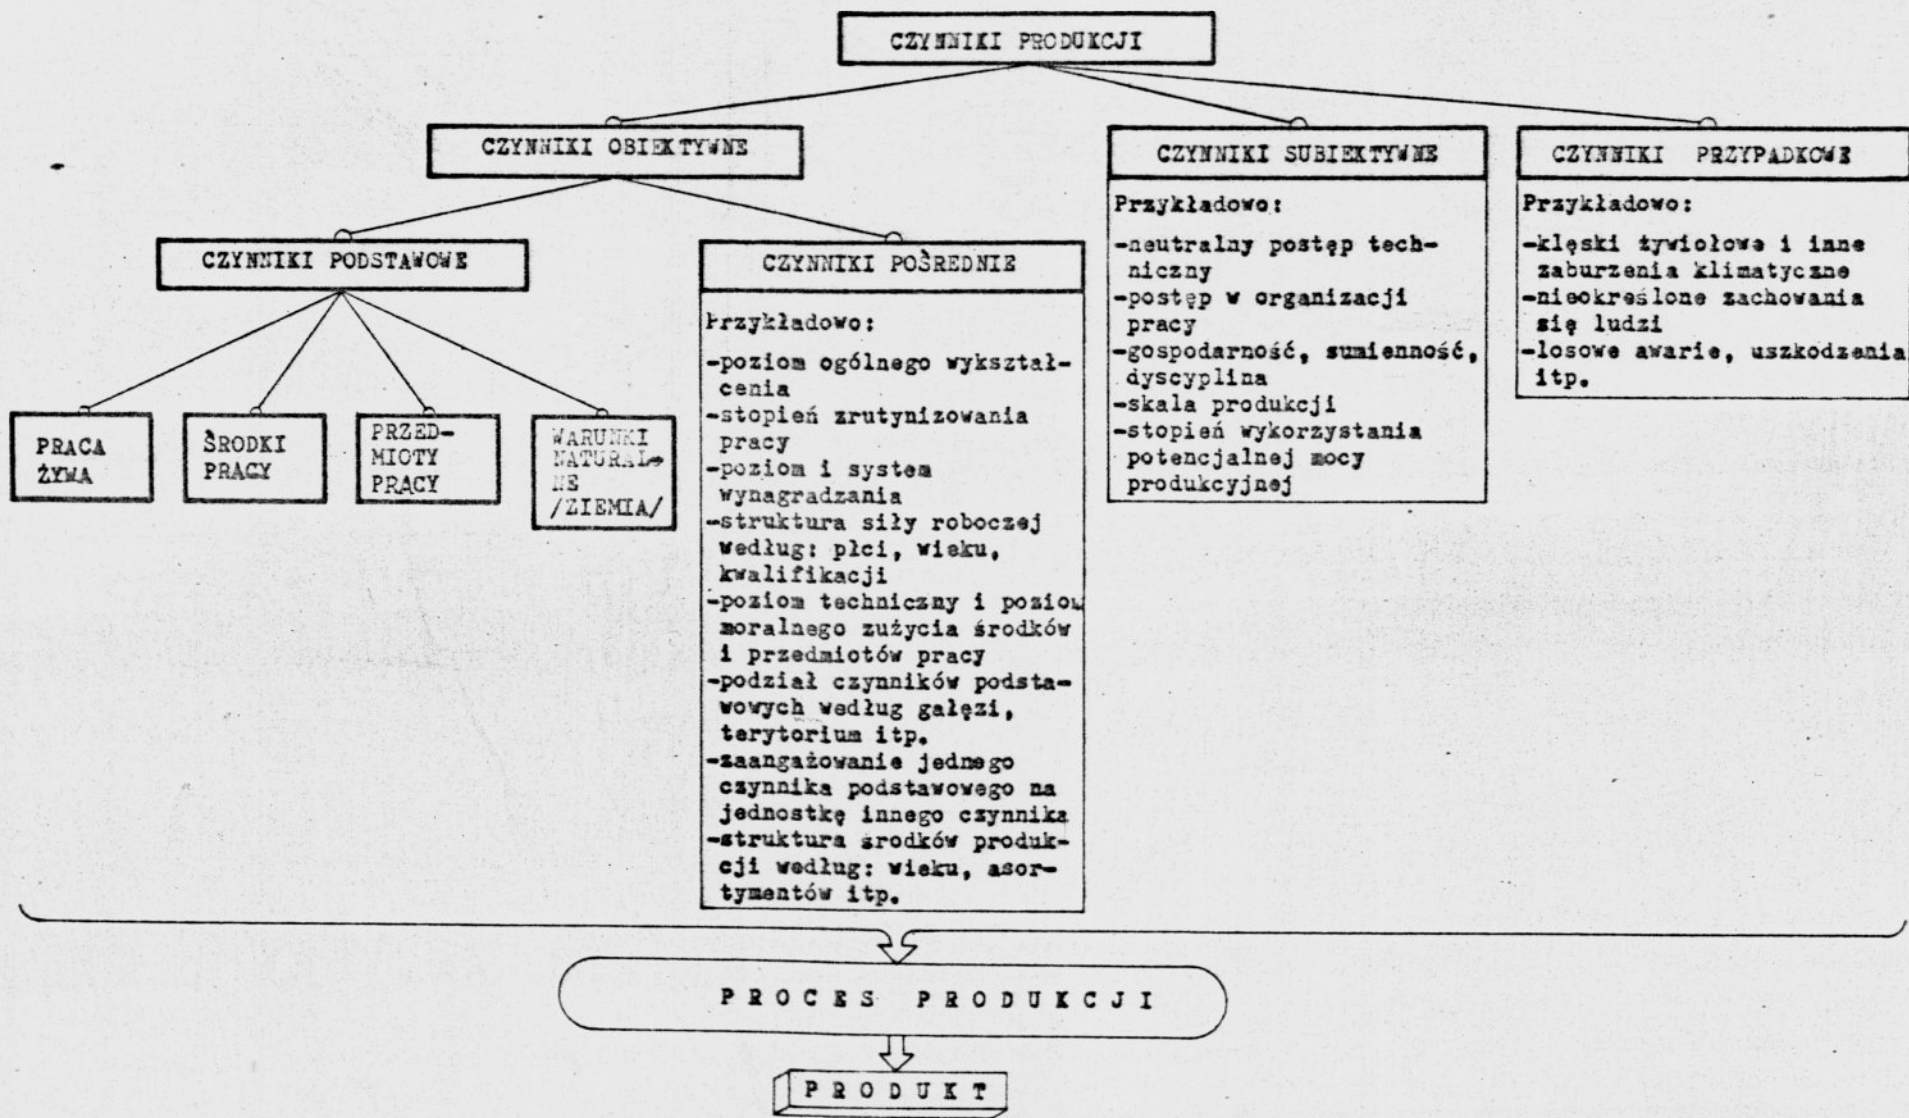 CZYNNIKI PRODUKCJI
CZYNNIKI OBIEKTYWNE
CZYNNIKI SUBIEKTYWNE
Przykładowo:
-neutralny postęp tech-
niczny
-postęp w organizacji
pracy
-gospodarność, sumienność,
dyscyplina
-skala produkcji
-stopień wykorzystania
potencjalnej mocy
produkcyjnej
CZYNNIKI PRZYPADKOWE
Przykładowo:
-klęski żywiołowe i inne
zaburzenia klimatyczne
-nieokreślone zachowania
się ludzi
-losowe awarie, uszkodzenia
itp.
CZYNNIKI PODSTAWOWE
CZYNNIKI POŚREDNIE
Przykładowo:
-poziom ogólnego wykształ-
cenia
-stopień zrutynizowania
pracy
-poziom i system
wynagradzania
-struktura siły roboczej
według: płci, wieku,
kwalifikacji
-poziom techniczny i poziom
moralnego zużycia środków
i przedmiotów pracy
-podział czynników podsta-
wowych według gałęzi,
terytorium itp.
-zaangażowanie jednego
czynnika podstawowego na
jednostkę innego czynnika
-struktura środków produk-
cji według: wieku, asor-
tymentów itp.
PRACA
ŻYWA
ŚRODKI
PRACY
PRZED-
MIOTY
PRACY
WARUNKI
NATURAL-
NE
/ZIEMIA/
PROCES PRODUKCJI
PRODUKT